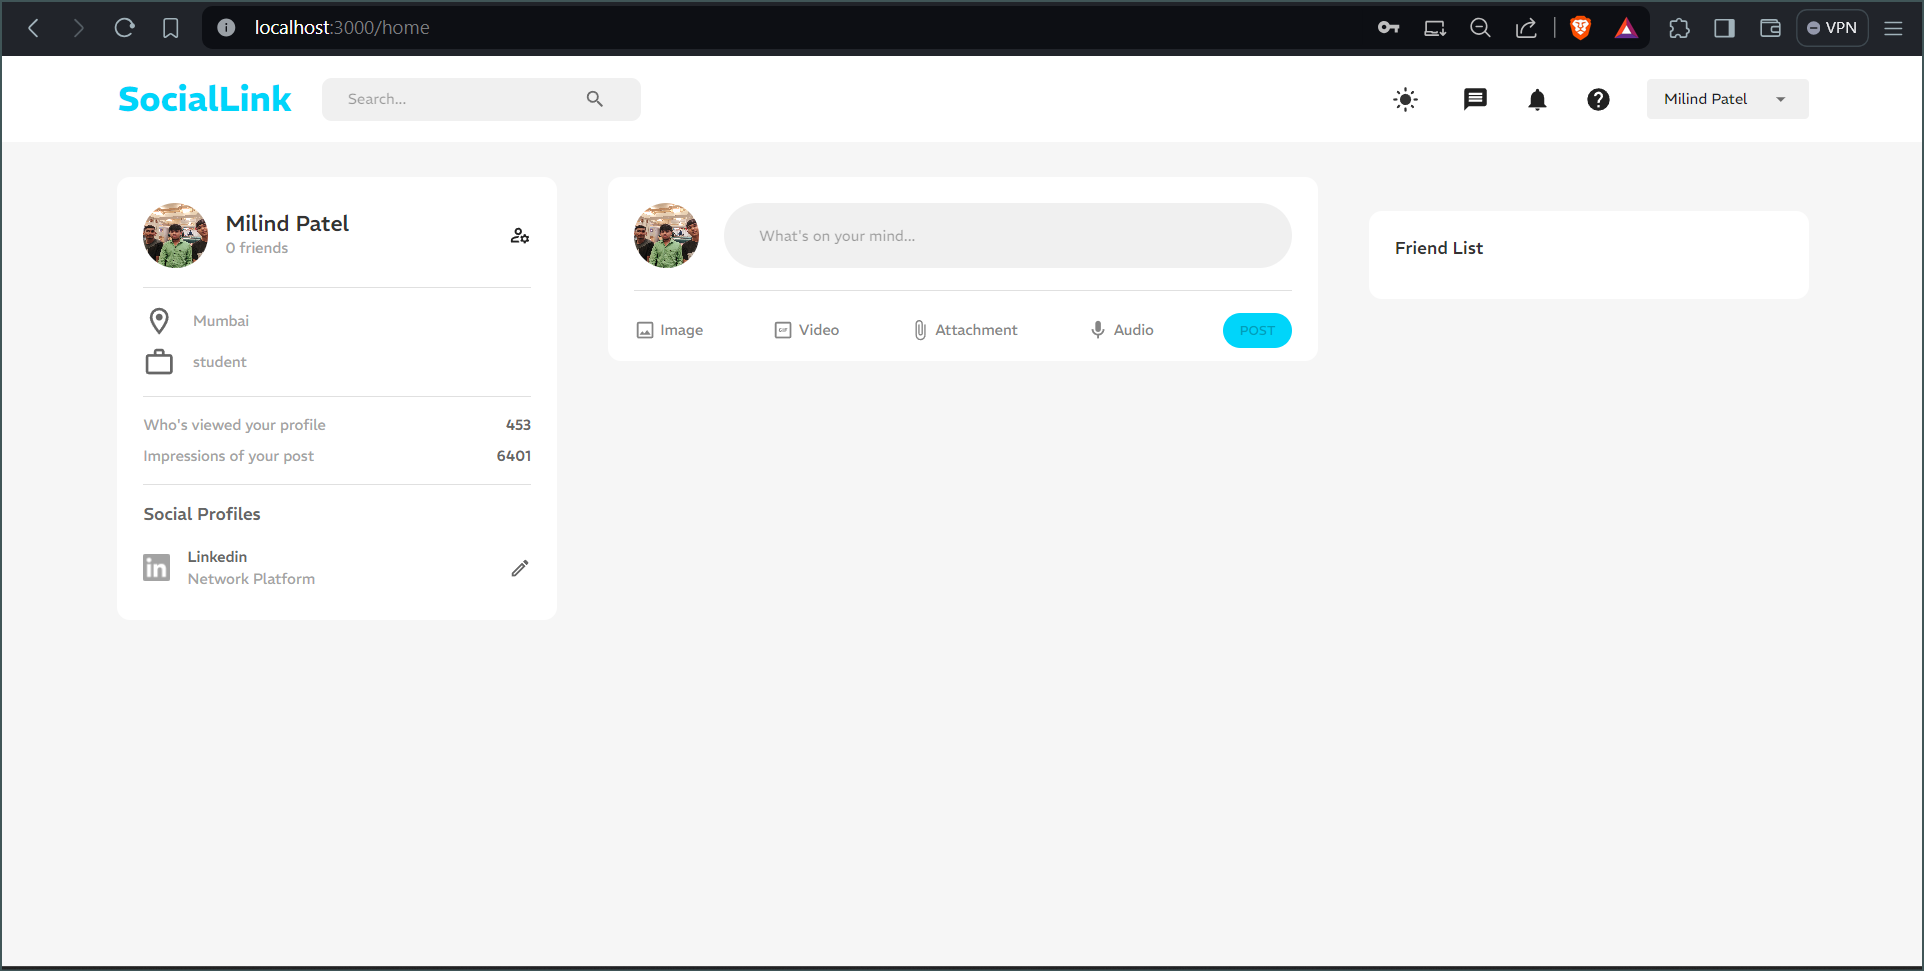 localhost:3000/home
VPN
SocialLink
Search...
Milind Patel
Milind Patel
0 friends
Mumbai
student
Who's viewed your profile 453
Impressions of your post 6401
Social Profiles
in
Linkedin
Network Platform
What's on your mind...
Image
GIF
Video
Attachment
Audio
POST
Friend List